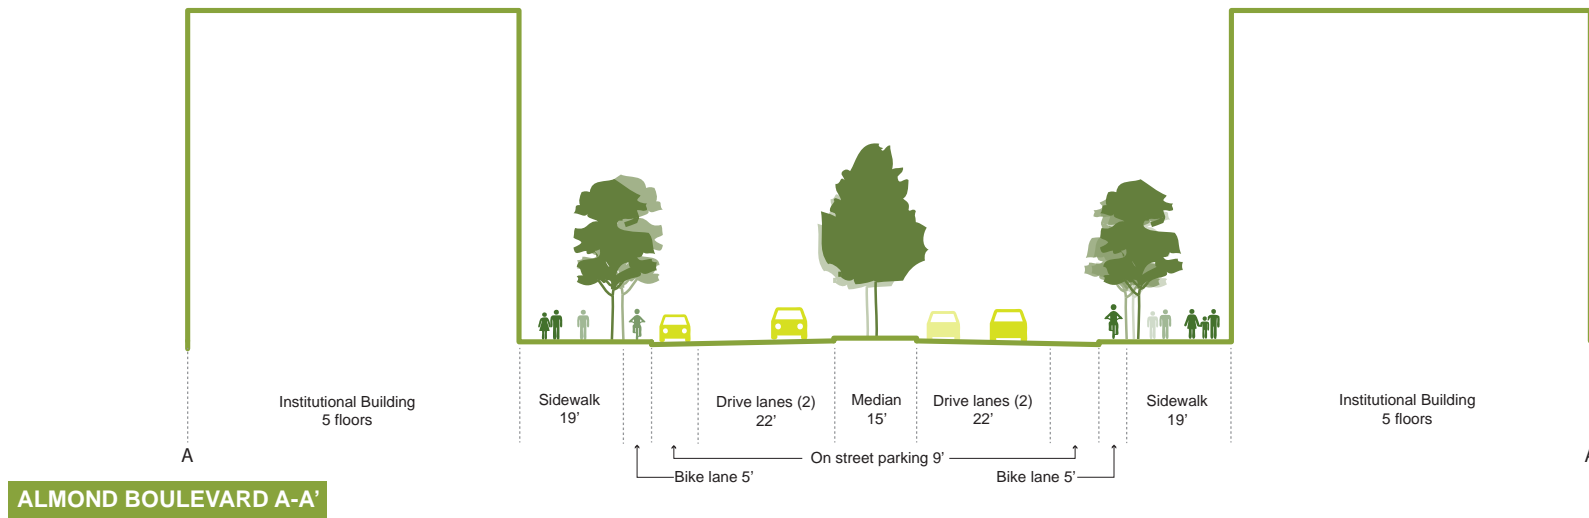 Institutional Building
5 floors
Sidewalk
19'
Drive lanes (2)
22'
Median
15'
Drive lanes (2)
22'
Sidewalk
19'
Institutional Building
5 floors
A
On street parking 9’
Bike lane 5’
Bike lane 5’
ALMOND BOULEVARD A-A’